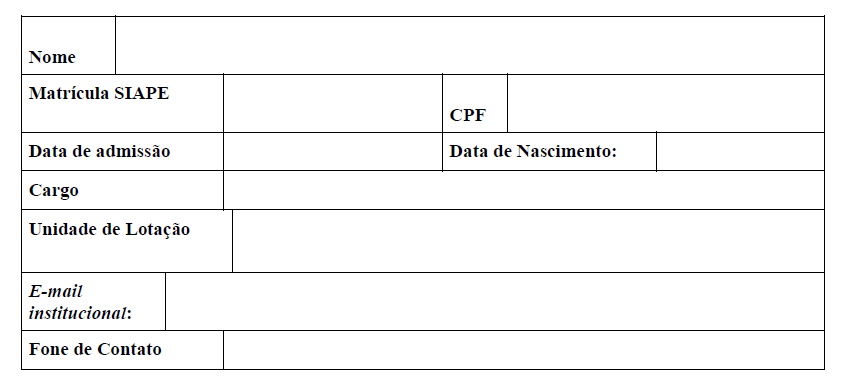 Nome
Matrícula SIAPE
CPF
Data de admissão
Data de Nascimento:
Cargo
Unidade de Lotação
E-mail
institucional:
Fone de Contato